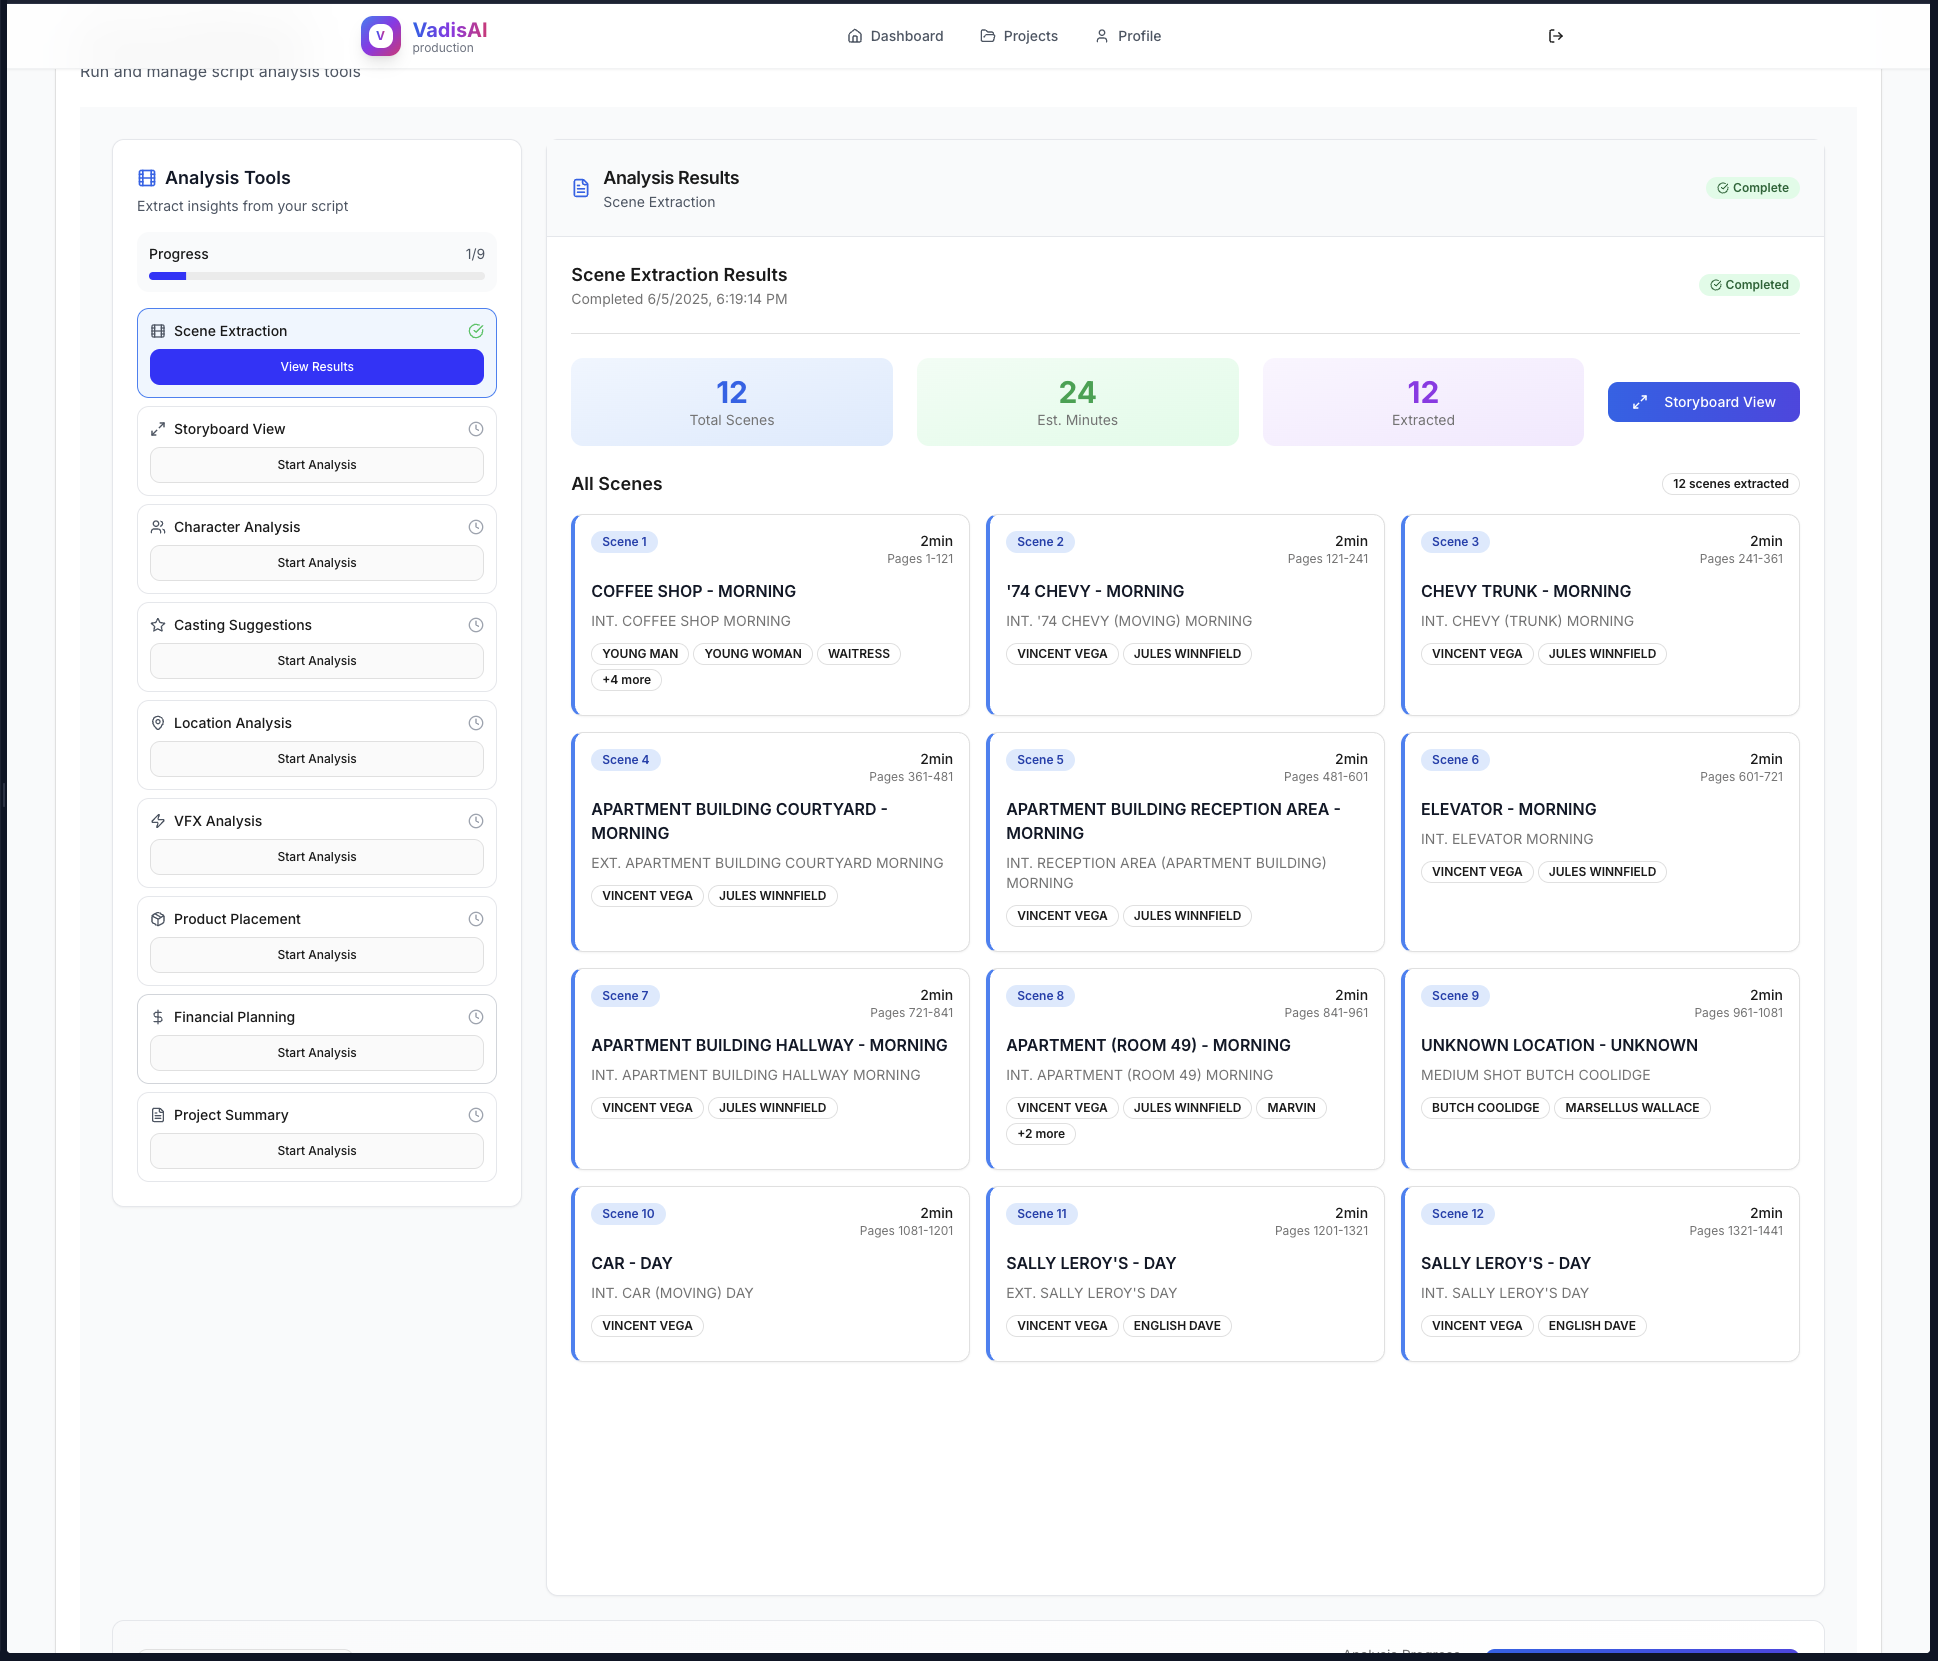 V
VadisAI
production
Dashboard
Projects
Profile
Run and manage script analysis tools
Analysis Tools
Extract insights from your script
Progress
1/9
Scene Extraction
View Results
Storyboard View
Start Analysis
Character Analysis
Start Analysis
Casting Suggestions
Start Analysis
Location Analysis
Start Analysis
VFX Analysis
Start Analysis
Product Placement
Start Analysis
Financial Planning
Start Analysis
Project Summary
Start Analysis
Analysis Results
Scene Extraction
Complete
Scene Extraction Results
Completed 6/5/2025, 6:19:14 PM
Completed
12
Total Scenes
24
Est. Minutes
12
Extracted
Storyboard View
All Scenes
12 scenes extracted
Scene 1
2min
Pages 1-121
COFFEE SHOP - MORNING
INT. COFFEE SHOP MORNING
YOUNG MAN YOUNG WOMAN WAITRESS
+4 more
Scene 2
2min
Pages 121-241
'74 CHEVY - MORNING
INT. '74 CHEVY (MOVING) MORNING
VINCENT VEGA JULES WINNFIELD
Scene 3
2min
Pages 241-361
CHEVY TRUNK - MORNING
INT. CHEVY (TRUNK) MORNING
VINCENT VEGA JULES WINNFIELD
Scene 4
2min
Pages 361-481
APARTMENT BUILDING COURTYARD -
MORNING
EXT. APARTMENT BUILDING COURTYARD MORNING
VINCENT VEGA JULES WINNFIELD
Scene 5
2min
Pages 481-601
APARTMENT BUILDING RECEPTION AREA -
MORNING
INT. RECEPTION AREA (APARTMENT BUILDING)
MORNING
VINCENT VEGA JULES WINNFIELD
Scene 6
2min
Pages 601-721
ELEVATOR - MORNING
INT. ELEVATOR MORNING
VINCENT VEGA JULES WINNFIELD
Scene 7
2min
Pages 721-841
APARTMENT BUILDING HALLWAY - MORNING
INT. APARTMENT BUILDING HALLWAY MORNING
VINCENT VEGA JULES WINNFIELD
Scene 8
2min
Pages 841-961
APARTMENT (ROOM 49) - MORNING
INT. APARTMENT (ROOM 49) MORNING
VINCENT VEGA JULES WINNFIELD MARVIN
+2 more
Scene 9
2min
Pages 961-1081
UNKNOWN LOCATION - UNKNOWN
MEDIUM SHOT BUTCH COOLIDGE
BUTCH COOLIDGE MARSELLUS WALLACE
Scene 10
2min
Pages 1081-1201
CAR - DAY
INT. CAR (MOVING) DAY
VINCENT VEGA
Scene 11
2min
Pages 1201-1321
SALLY LEROY'S - DAY
EXT. SALLY LEROY'S DAY
VINCENT VEGA ENGLISH DAVE
Scene 12
2min
Pages 1321-1441
SALLY LEROY'S - DAY
INT. SALLY LEROY'S DAY
VINCENT VEGA ENGLISH DAVE